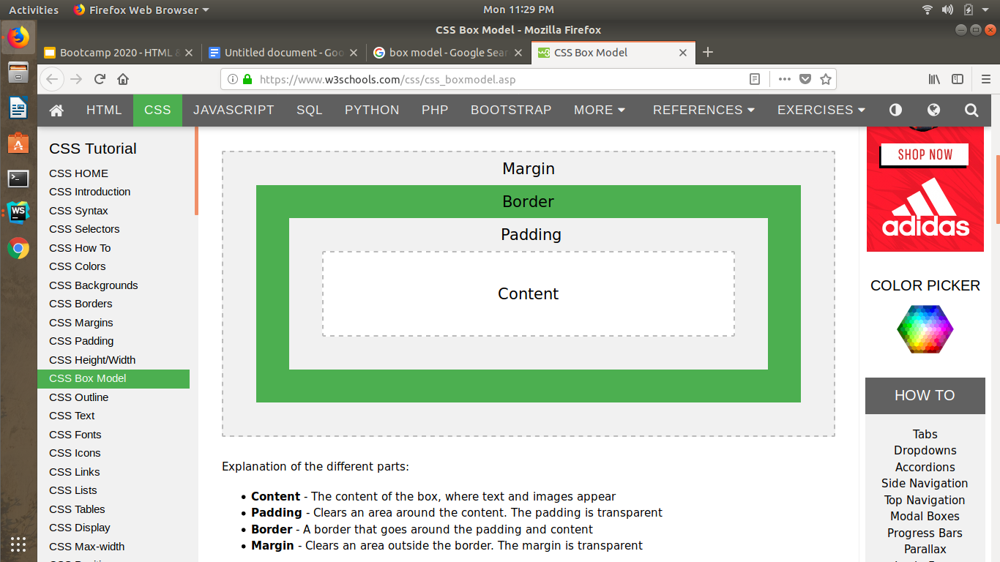 Activities Firefox Web Browser Mon 11:29 PM
CSS Box Model - Mozilla Firefox
Bootcamp 2020 - HTML & Untitled document - Goo box model - Google Sear CSS Box Model
https://www.w3schools.com/css/css_boxmodel.asp
HTML CSS JAVASCRIPT SQL PYTHON PHP BOOTSTRAP MORE REFERENCES EXERCISES
CSS Tutorial
CSS HOME
CSS Introduction
CSS Syntax
CSS Selectors
CSS How To
CSS Colors
CSS Backgrounds
CSS Borders
CSS Margins
CSS Padding
CSS Height/Width
CSS Box Model
CSS Outline
CSS Text
CSS Fonts
CSS Icons
CSS Links
CSS Lists
CSS Tables
CSS Display
CSS Max-width
Margin
Border
Padding
Content
Explanation of the different parts:
Content - The content of the box, where text and images appear
Padding - Clears an area around the content. The padding is transparent
Border - A border that goes around the padding and content
Margin - Clears an area outside the border. The margin is transparent
SHOP NOW
adidas
COLOR PICKER
HOW TO
Tabs
Dropdowns
Accordions
Side Navigation
Top Navigation
Modal Boxes
Progress Bars
Parallax
WS